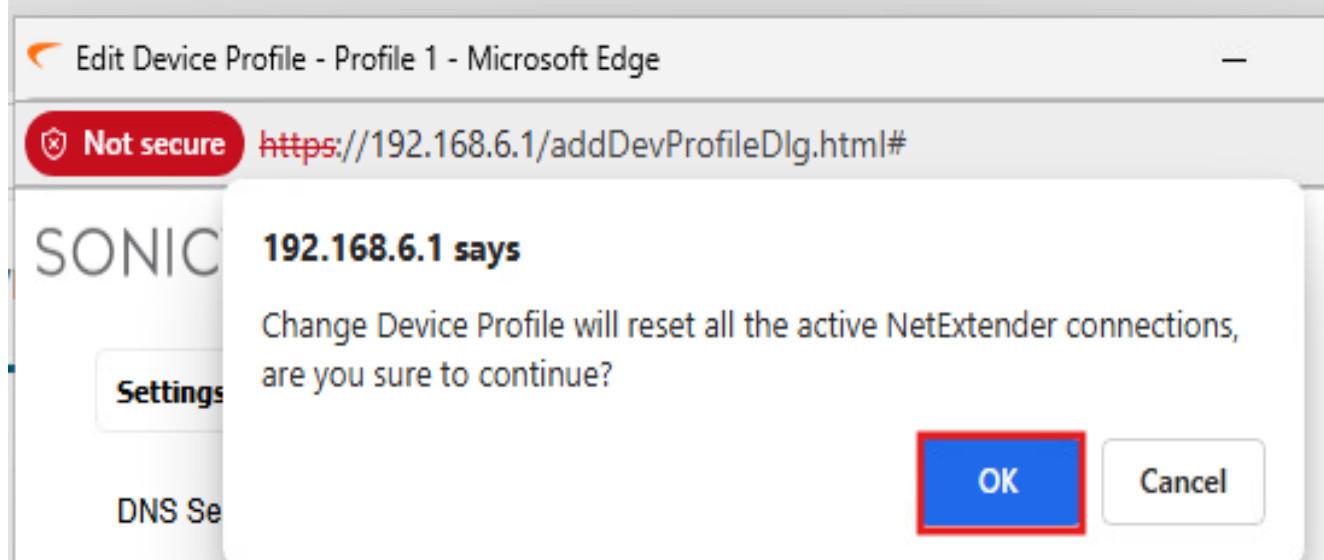 Edit Device Profile - Profile 1 - Microsoft Edge
Not secure https://192.168.6.1/addDevProfileDlg.html#
SONIC
192.168.6.1 says
Change Device Profile will reset all the active NetExtender connections,
are you sure to continue?
Settings
OK Cancel
DNS Se